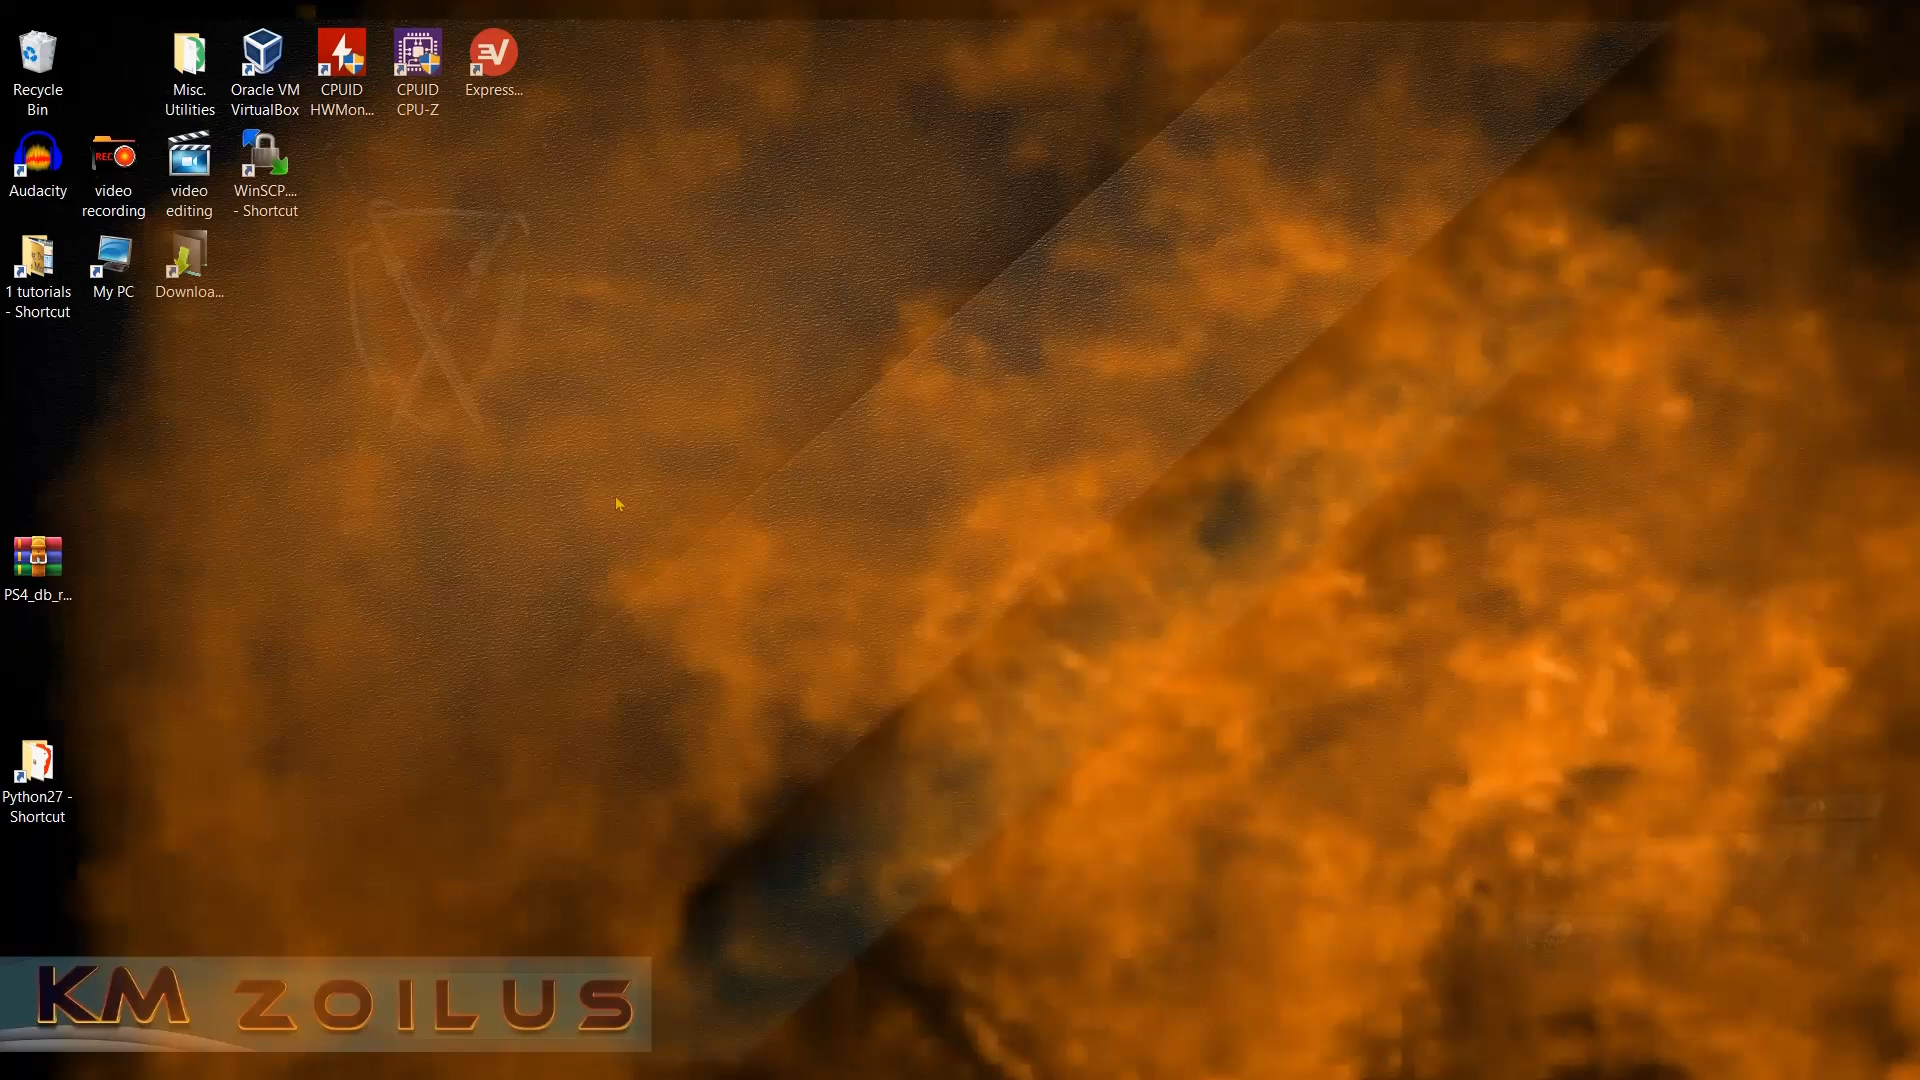 Recycle
Bin
Misc.
Utilities
Oracle VM
VirtualBox
CPUID
HWMon...
CPUID
CPU-Z
Express...
Audacity
REC
video
recording
video
editing
WinSCP....
- Shortcut
1 tutorials
- Shortcut
My PC
Downloa...
PS4_db_r...
Python27 -
Shortcut
KM ZOILUS